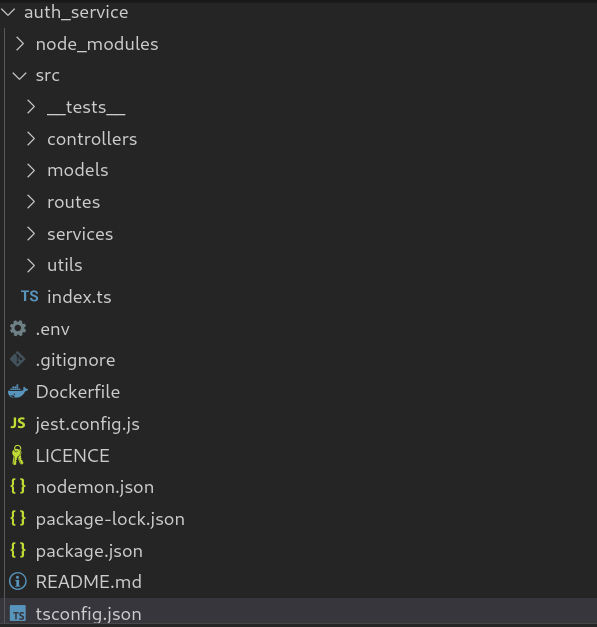 auth_service
node_modules
src
__tests__
controllers
models
routes
services
utils
TS index.ts
.env
.gitignore
Dockerfile
JS jest.config.js
LICENCE
{} nodemon.json
{} package-lock.json
{} package.json
README.md
TS tsconfig.json